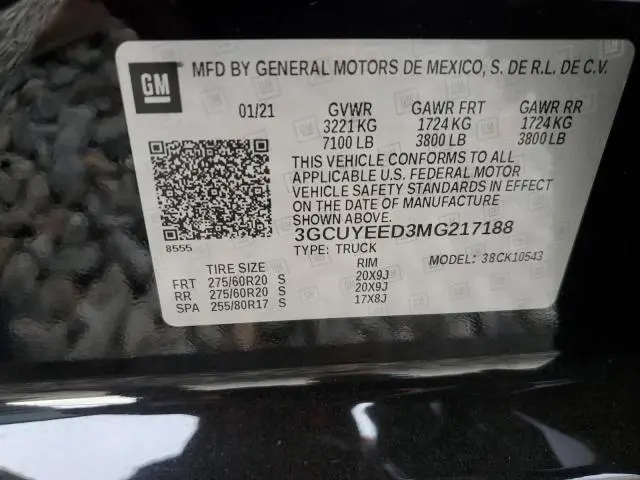 GM
MFD BY GENERAL MOTORS DE MEXICO, S. DE R.L. DE C.V.
01/21 GVWR GAWR FRT GAWR RR
3221 KG 1724 KG 1724 KG
7100 LB 3800 LB 3800 LB
THIS VEHICLE CONFORMS TO ALL
APPLICABLE U.S. FEDERAL MOTOR
VEHICLE SAFETY STANDARDS IN EFFECT
ON THE DATE OF MANUFACTURE
SHOWN ABOVE.
8555 3GCUYEED3MG217188
TYPE: TRUCK MODEL: 38CK10543
TIRE SIZE RIM
FRT 275/60R20 S 20X9J
RR 275/60R20 S 20X9J
SPA 255/80R17 S 17X8J